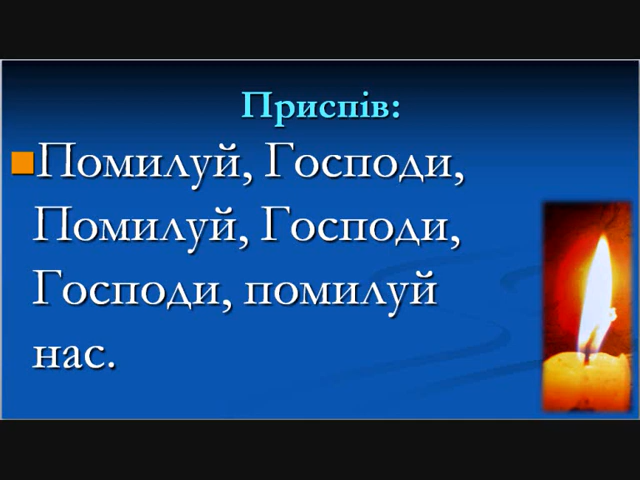 Приспів:
Помилуй, Господи,
Помилуй, Господи,
Господи, помилуй
нас.